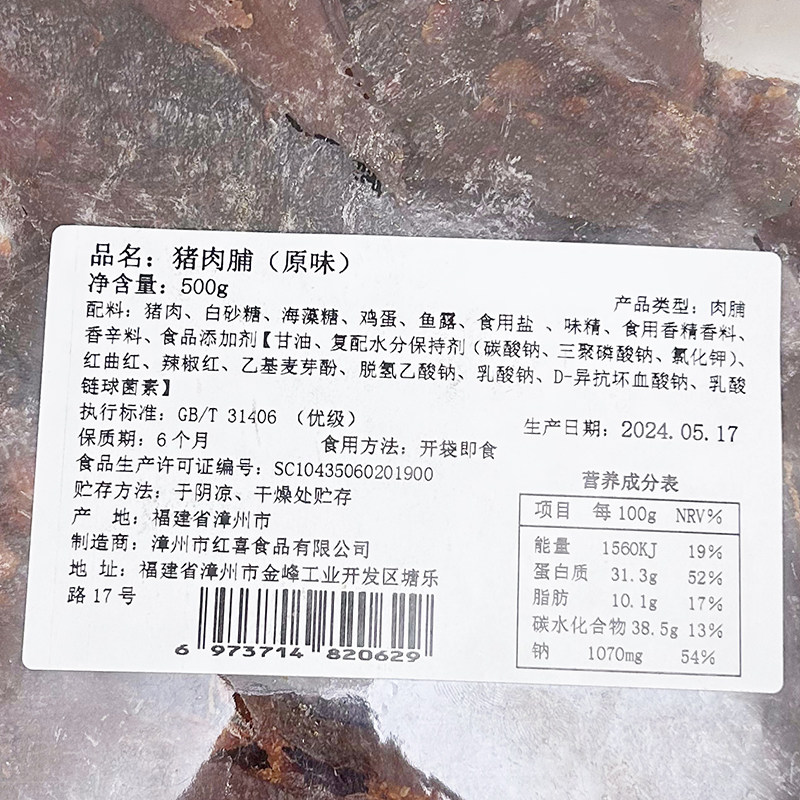 品名：猪肉脯（原味）
净含量：500g
产品类型：肉脯
配料：猪肉、白砂糖、海藻糖、鸡蛋、鱼露、食用盐 、味精、食用香精香料、
香辛料、食品添加剂【甘油、复配水分保持剂（碳酸钠、三聚磷酸钠、氯化钾）、
红曲红、辣椒红、乙基麦芽酚、脱氢乙酸钠、乳酸钠、D-异抗坏血酸钠、乳酸
链球菌素】
执行标准：GB/T 31406 （优级）
生产日期：2024.05.17
保质期：6个月
食用方法：开袋即食
食品生产许可证编号：SC10435060201900
贮存方法：于阴凉、干燥处贮存
产 地：福建省漳州市
制造商：漳州市红喜食品有限公司
地 址：福建省漳州市金峰工业开发区塘乐
路 17 号
6 973714 820629
营养成分表
项目 每100g NRV%
能量 1560KJ 19%
蛋白质 31.3g 52%
脂肪 10.1g 17%
碳水化合物 38.5g 13%
钠 1070mg 54%